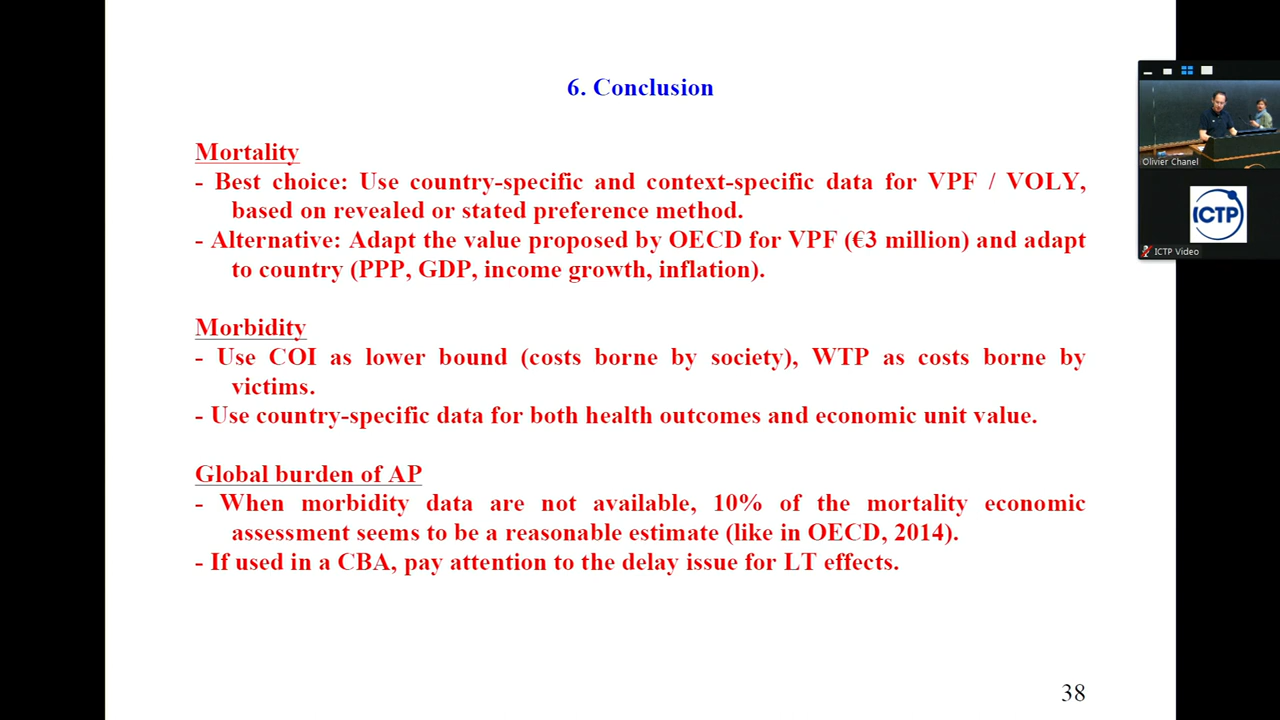 6. Conclusion
Mortality
- Best choice: Use country-specific and context-specific data for VPF / VOLY,
based on revealed or stated preference method.
- Alternative: Adapt the value proposed by OECD for VPF (€3 million) and adapt
to country (PPP, GDP, income growth, inflation).
Morbidity
- Use COI as lower bound (costs borne by society), WTP as costs borne by
victims.
- Use country-specific data for both health outcomes and economic unit value.
Global burden of AP
- When morbidity data are not available, 10% of the mortality economic
assessment seems to be a reasonable estimate (like in OECD, 2014).
- If used in a CBA, pay attention to the delay issue for LT effects.
38
Olivier Chanel
ICTP
ICTP Video